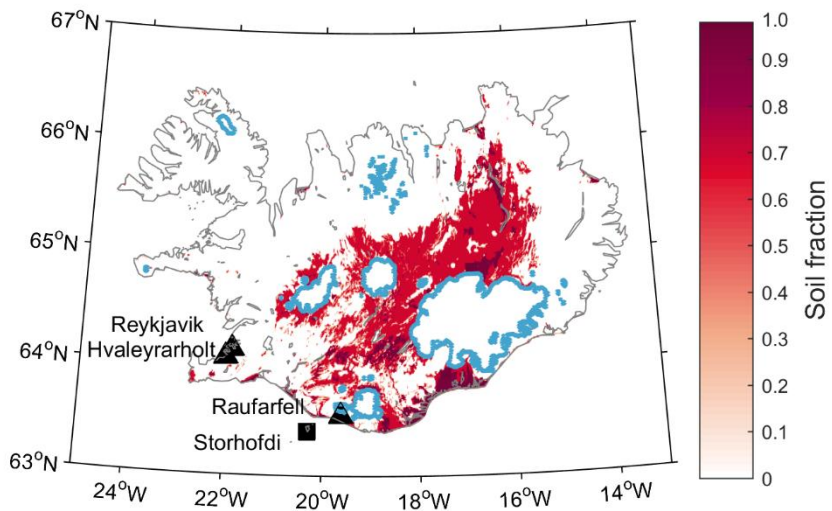 67°N
66°N
65°N
64°N
63°N
24°W
22°W
20°W
18°W
16°W
14°W
Reykjavik
Hvaleyrarholt
Raufarfell
Storhofdi
1.0
0.9
0.8
0.7
0.6
0.5
0.4
0.3
0.2
0.1
0
Soil fraction